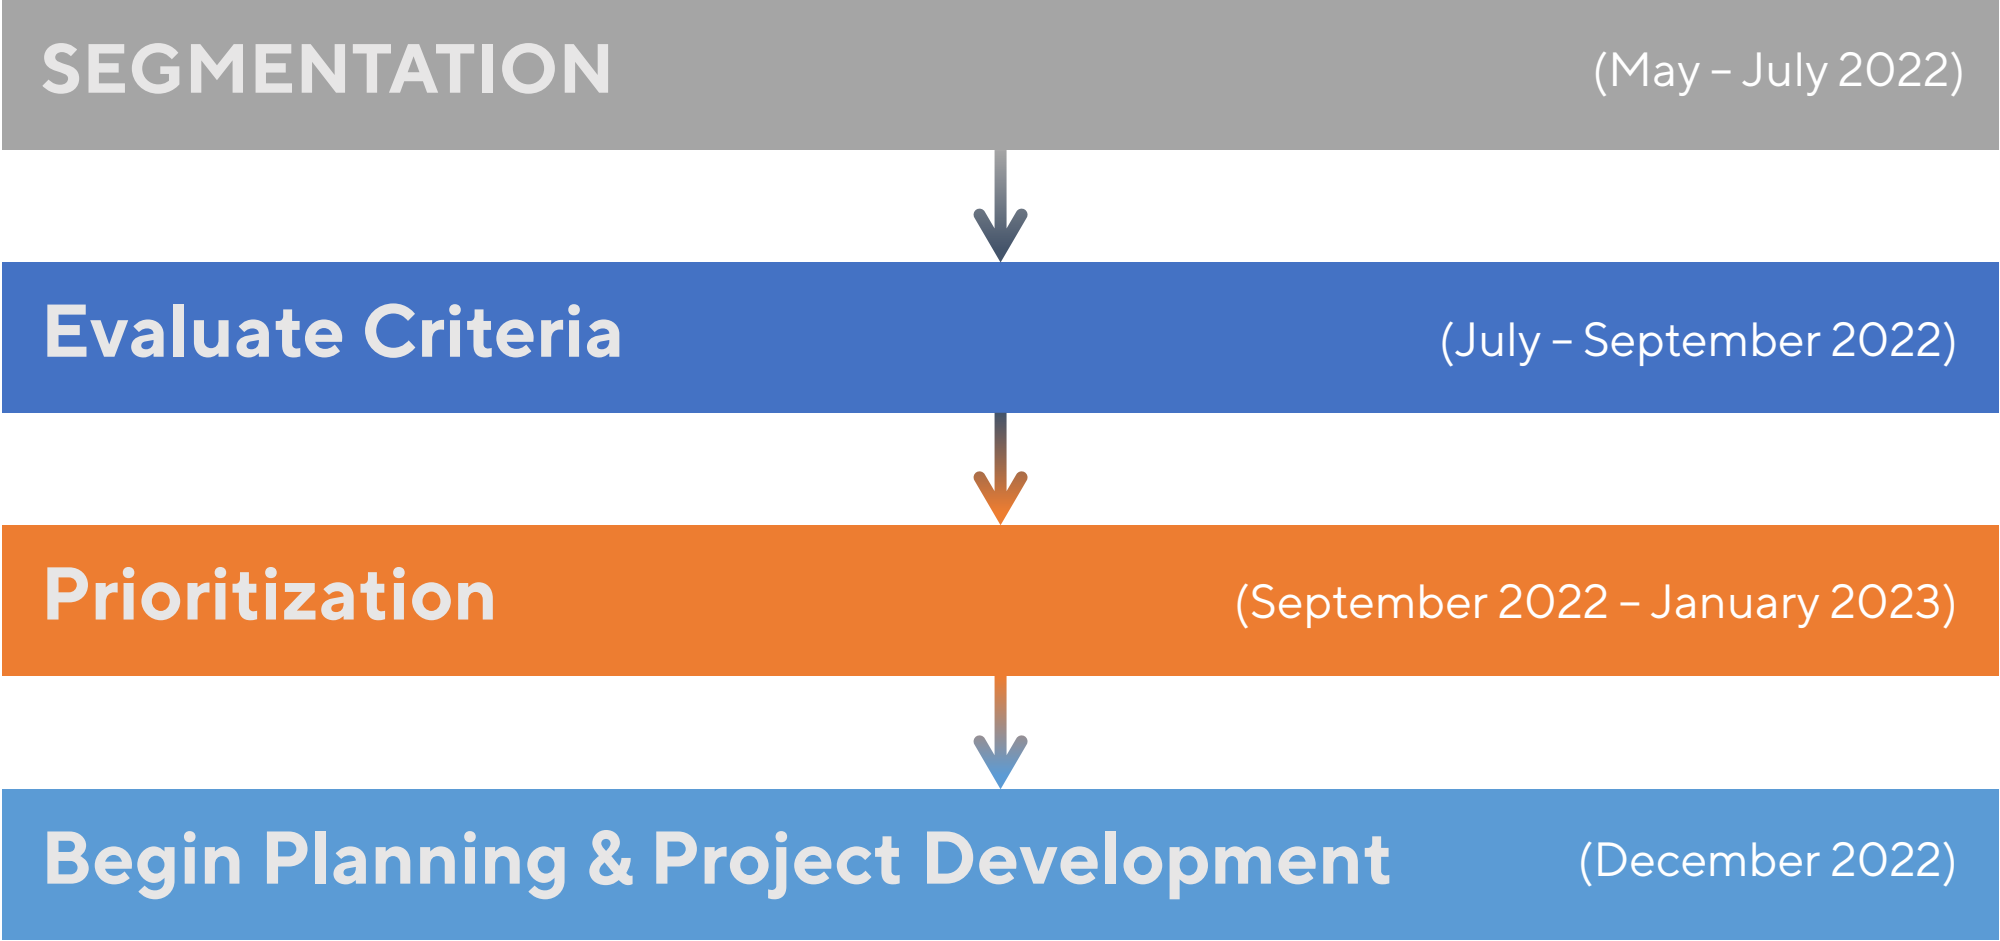 SEGMENTATION (May – July 2022)
Evaluate Criteria (July – September 2022)
Prioritization (September 2022 – January 2023)
Begin Planning & Project Development (December 2022)